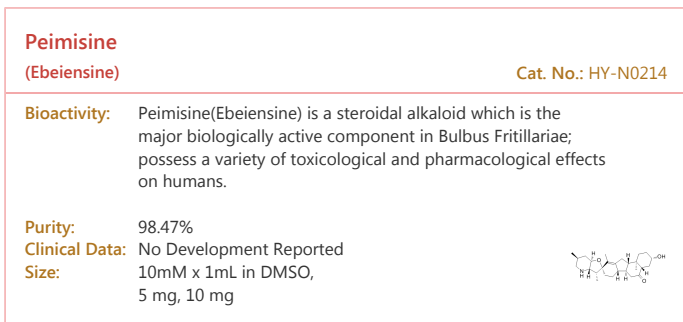 Peimisine
(Ebeiensine) Cat. No.: HY-N0214
Bioactivity: Peimisine(Ebeiensine) is a steroidal alkaloid which is the
major biologically active component in Bulbus Fritillariae;
possess a variety of toxicological and pharmacological effects
on humans.
Purity: 98.47%
Clinical Data: No Development Reported
Size: 10mM x 1mL in DMSO,
5 mg, 10 mg